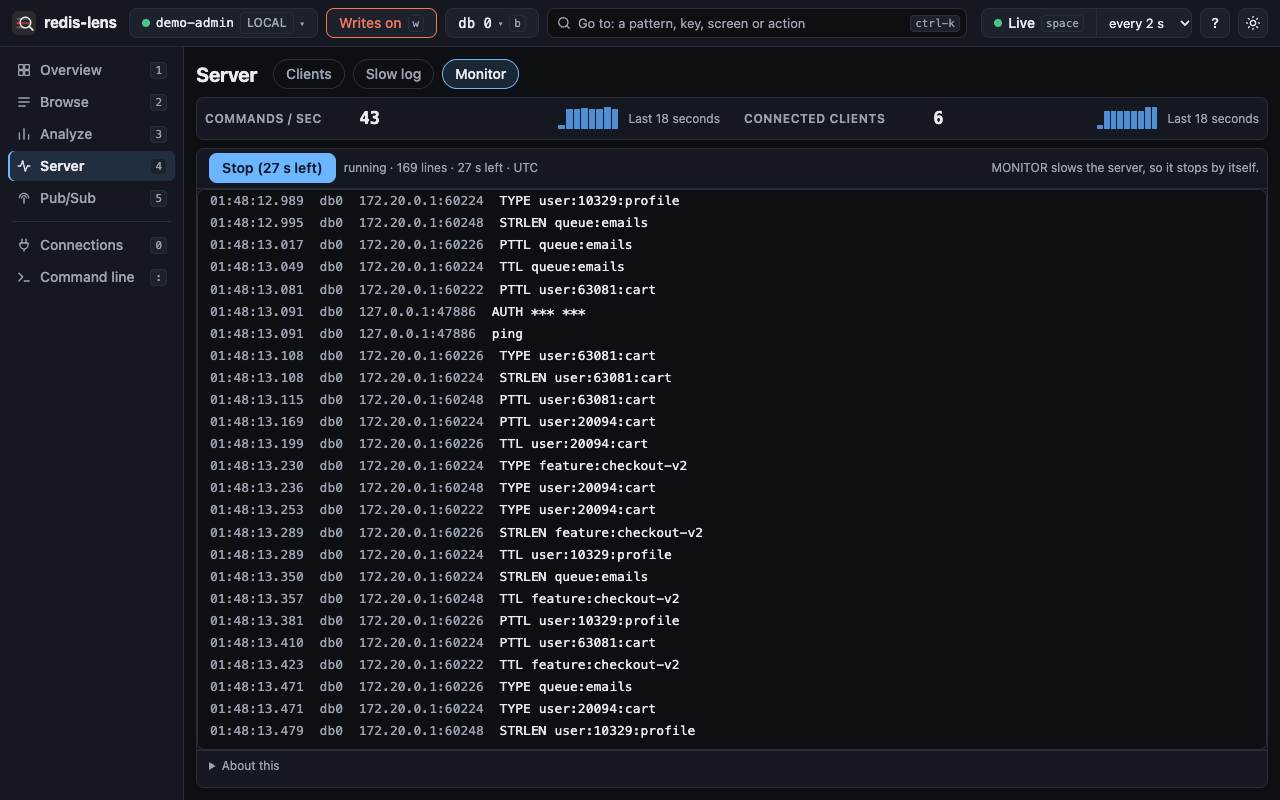 redis-lens
demo-admin LOCAL
Writes on w
db 0 b
Go to: a pattern, key, screen or action ctrl-k
Live space
every 2 s
?
Overview 1
Browse 2
Analyze 3
Server 4
Pub/Sub 5
Connections 0
Command line :
Server Clients Slow log Monitor
COMMANDS / SEC 43 Last 18 seconds CONNECTED CLIENTS 6 Last 18 seconds
Stop (27 s left) running · 169 lines · 27 s left · UTC MONITOR slows the server, so it stops by itself.
01:48:12.989 db0 172.20.0.1:60224 TYPE user:10329:profile
01:48:12.995 db0 172.20.0.1:60248 STRLEN queue:emails
01:48:13.017 db0 172.20.0.1:60226 PTTL queue:emails
01:48:13.049 db0 172.20.0.1:60224 TTL queue:emails
01:48:13.081 db0 172.20.0.1:60222 PTTL user:63081:cart
01:48:13.091 db0 127.0.0.1:47886 AUTH *** ***
01:48:13.091 db0 127.0.0.1:47886 ping
01:48:13.108 db0 172.20.0.1:60226 TYPE user:63081:cart
01:48:13.108 db0 172.20.0.1:60224 STRLEN user:63081:cart
01:48:13.115 db0 172.20.0.1:60248 PTTL user:63081:cart
01:48:13.169 db0 172.20.0.1:60224 PTTL user:20094:cart
01:48:13.199 db0 172.20.0.1:60226 TTL user:20094:cart
01:48:13.230 db0 172.20.0.1:60224 TYPE feature:checkout-v2
01:48:13.236 db0 172.20.0.1:60248 TYPE user:20094:cart
01:48:13.253 db0 172.20.0.1:60222 TYPE user:20094:cart
01:48:13.289 db0 172.20.0.1:60226 STRLEN feature:checkout-v2
01:48:13.289 db0 172.20.0.1:60224 TTL user:10329:profile
01:48:13.350 db0 172.20.0.1:60224 STRLEN queue:emails
01:48:13.357 db0 172.20.0.1:60248 TTL feature:checkout-v2
01:48:13.381 db0 172.20.0.1:60226 PTTL user:10329:profile
01:48:13.410 db0 172.20.0.1:60224 PTTL user:63081:cart
01:48:13.423 db0 172.20.0.1:60222 TTL feature:checkout-v2
01:48:13.471 db0 172.20.0.1:60226 TYPE queue:emails
01:48:13.471 db0 172.20.0.1:60224 TYPE user:20094:cart
01:48:13.479 db0 172.20.0.1:60248 STRLEN user:10329:profile
About this